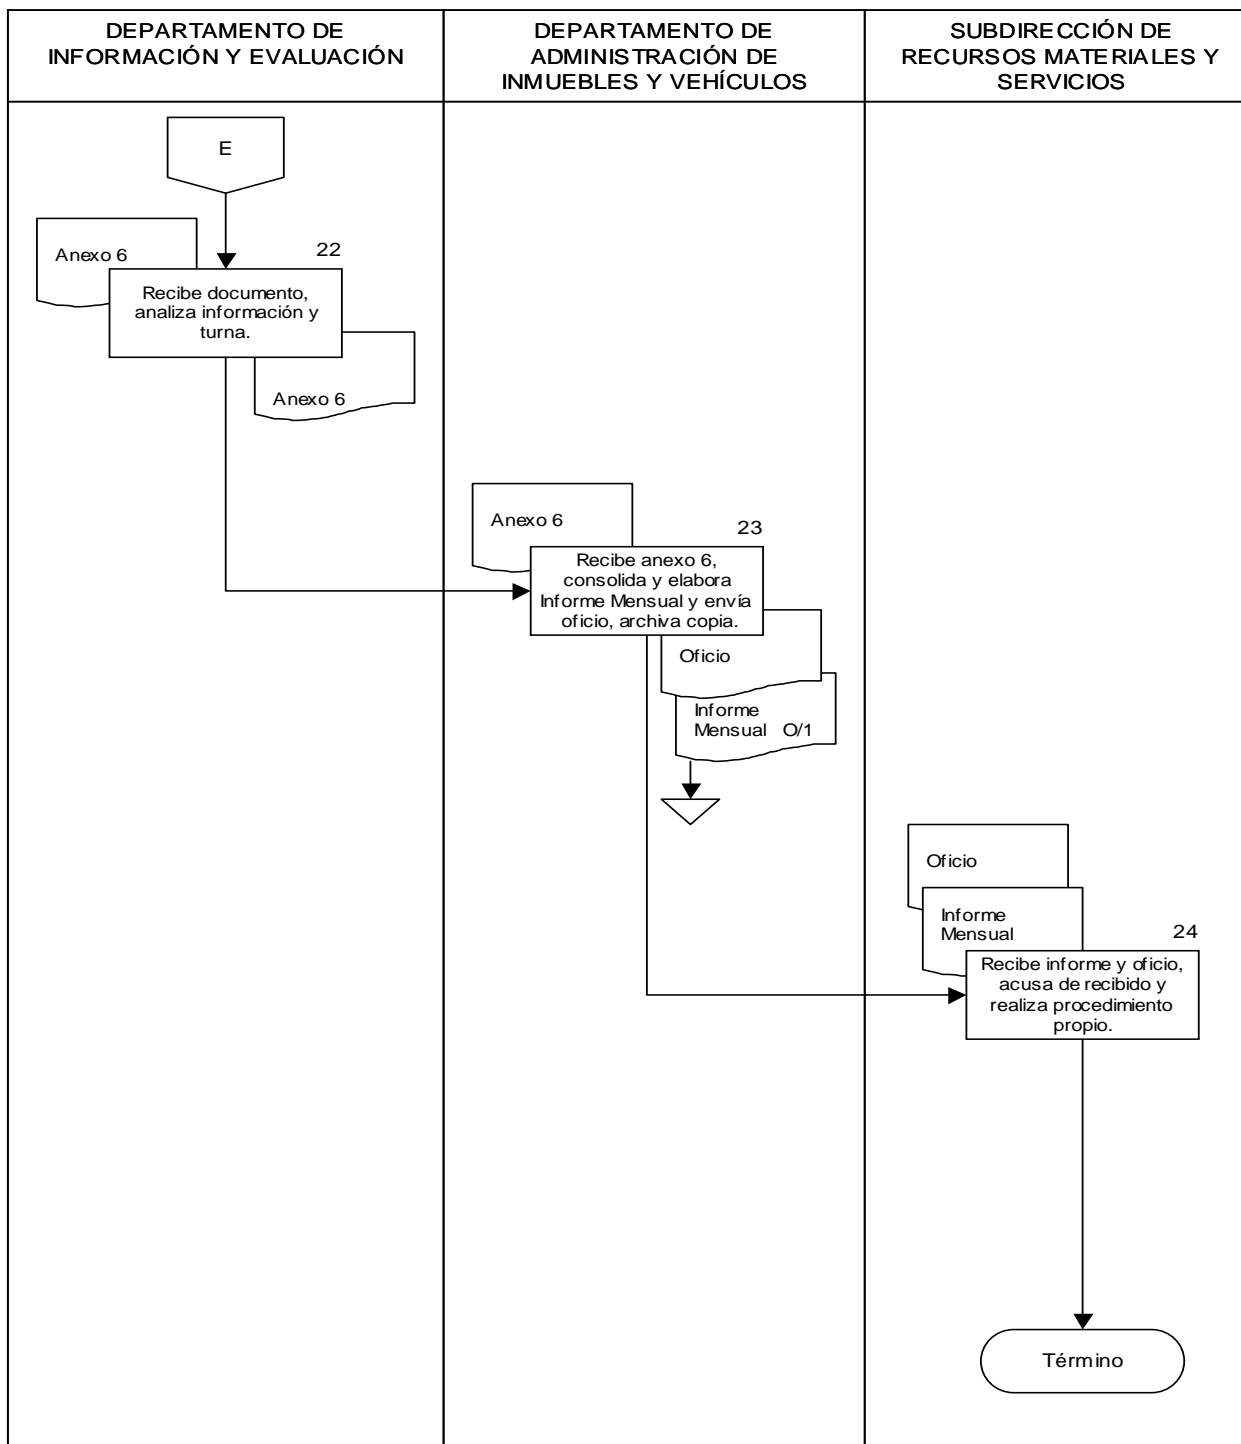 DEPARTAMENTO DE
INFORMACIÓN Y EVALUACIÓN
DEPARTAMENTO DE
ADMINISTRACIÓN DE
INMUEBLES Y VEHÍCULOS
SUBDIRECCIÓN DE
RECURSOS MATERIALES Y
SERVICIOS
E
Anexo 6
22
Recibe documento,
analiza información y
turna.
Anexo 6
Anexo 6
23
Recibe anexo 6,
consolida y elabora
Informe Mensual y envía
oficio, archiva copia.
Oficio
Informe
Mensual O/1
Oficio
Informe
Mensual
24
Recibe informe y oficio,
acusa de recibido y
realiza procedimiento
propio.
Término